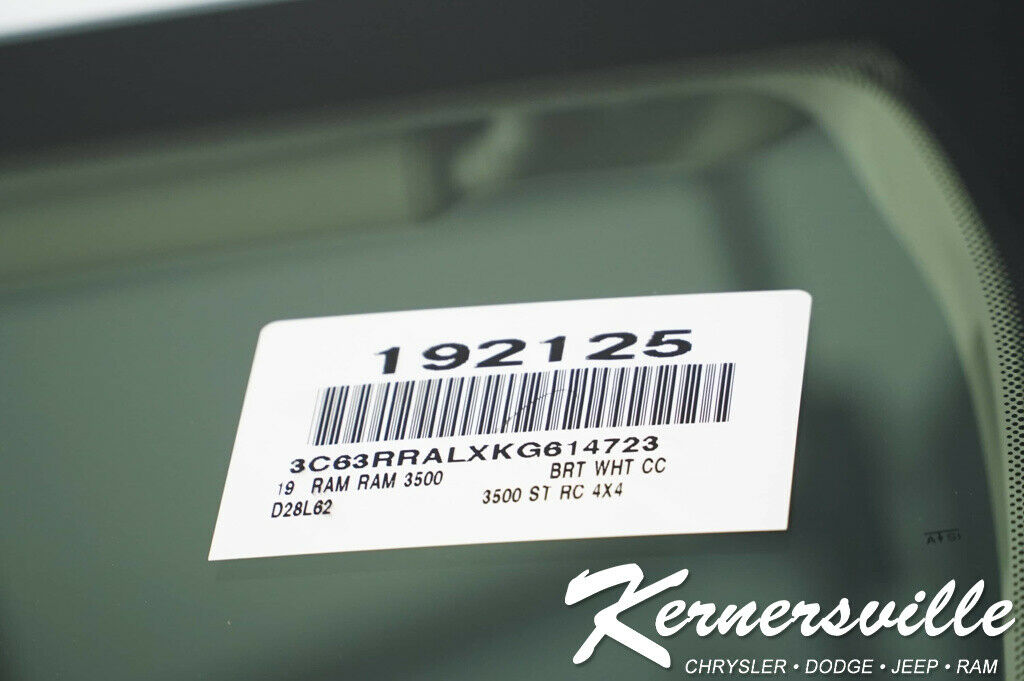 192125
3C63RRALXKG614723
19 RAM RAM 3500 BRT WHT CC
D28L62 3500 ST RC 4X4
Kernersville
CHRYSLER • DODGE • JEEP • RAM